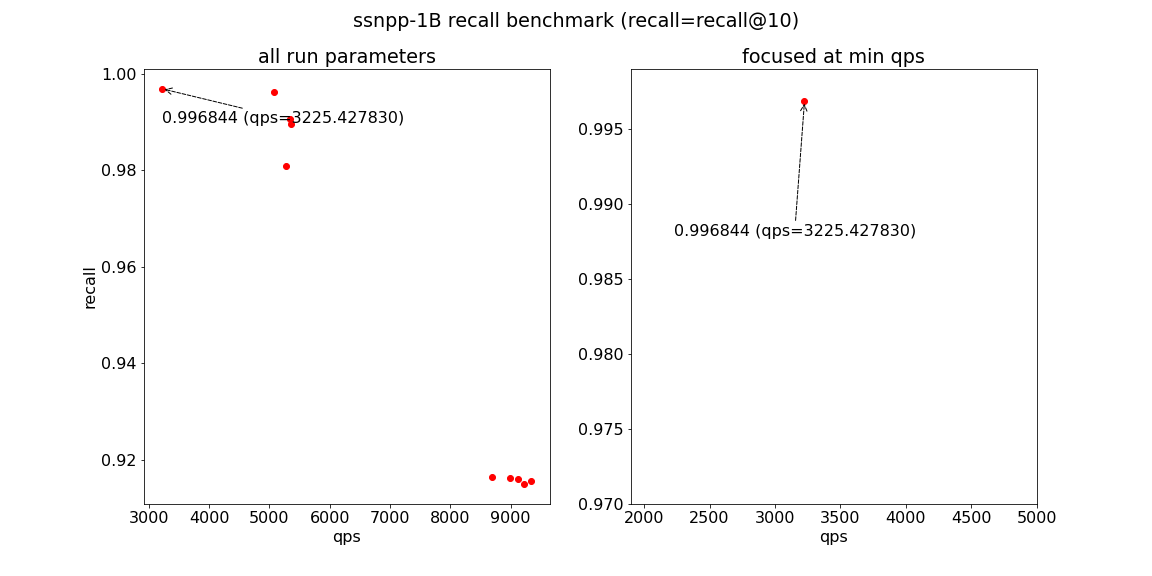 ssnpp-1B recall benchmark (recall=recall@10)
all run parameters
1.00
0.98
0.96
0.94
0.92
recall
0.996844 (qps=3225.427830)
3000 4000 5000 6000 7000 8000 9000
qps
focused at min qps
0.995
0.990
0.985
0.980
0.975
0.970
0.996844 (qps=3225.427830)
2000 2500 3000 3500 4000 4500 5000
qps